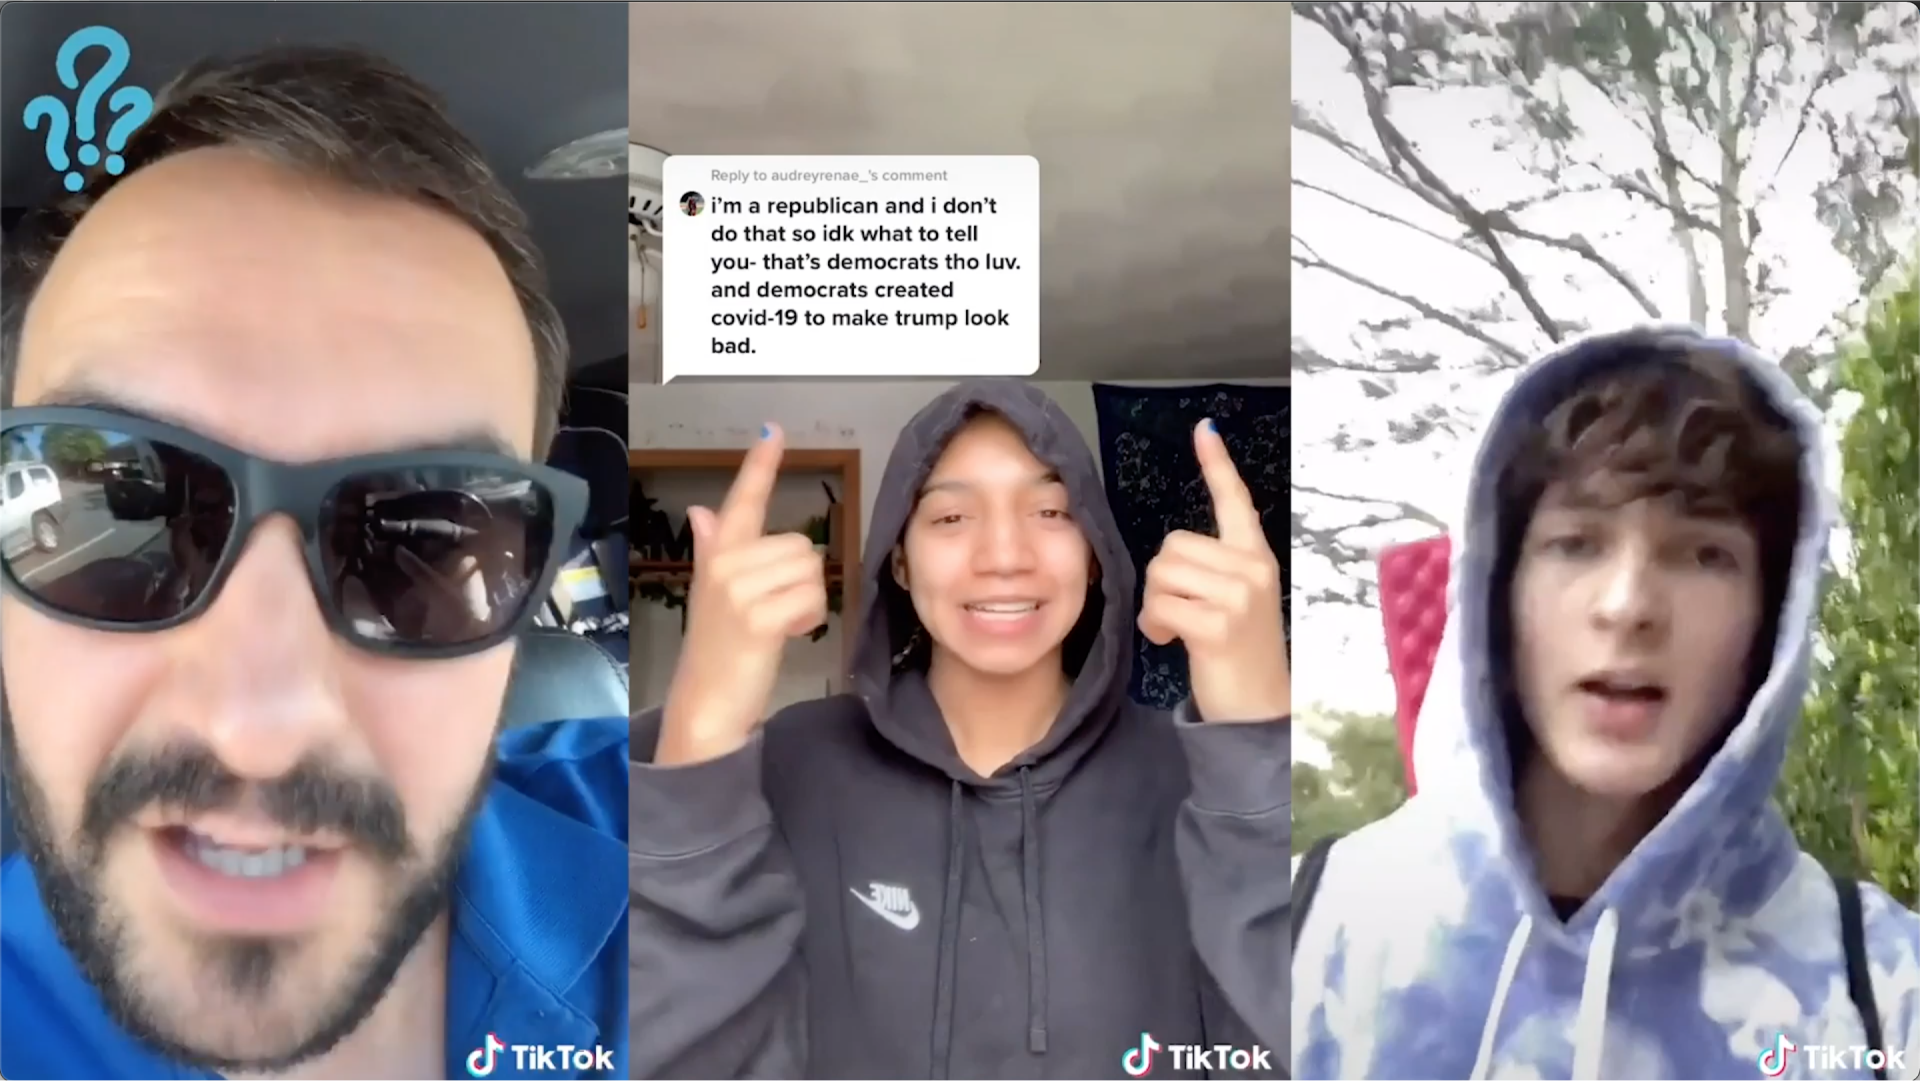 ???
Reply to audreyrenae_'s comment
i'm a republican and i don't
do that so idk what to tell
you- that's democrats tho luv.
and democrats created
covid-19 to make trump look
bad.
NIKE
TikTok
TikTok
TikTok